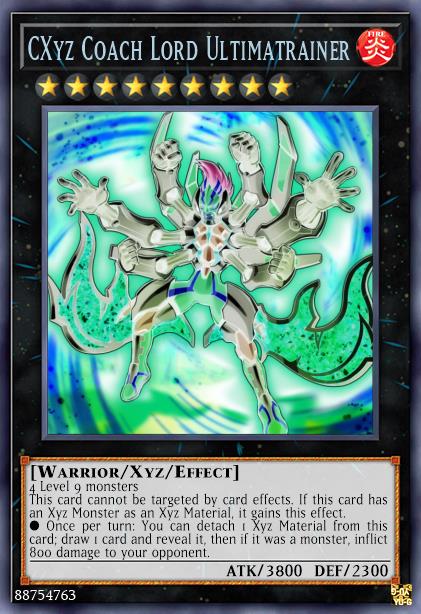 CXyz Coach Lord Ultimatrainer
FIRE
炎
[Warrior/Xyz/Effect]
4 Level 9 monsters
This card cannot be targeted by card effects. If this card has
an Xyz Monster as an Xyz Material, it gains this effect.
● Once per turn: You can detach 1 Xyz Material from this
card; draw 1 card and reveal it, then if it was a monster, inflict
800 damage to your opponent.
ATK/3800 DEF/2300
88754763